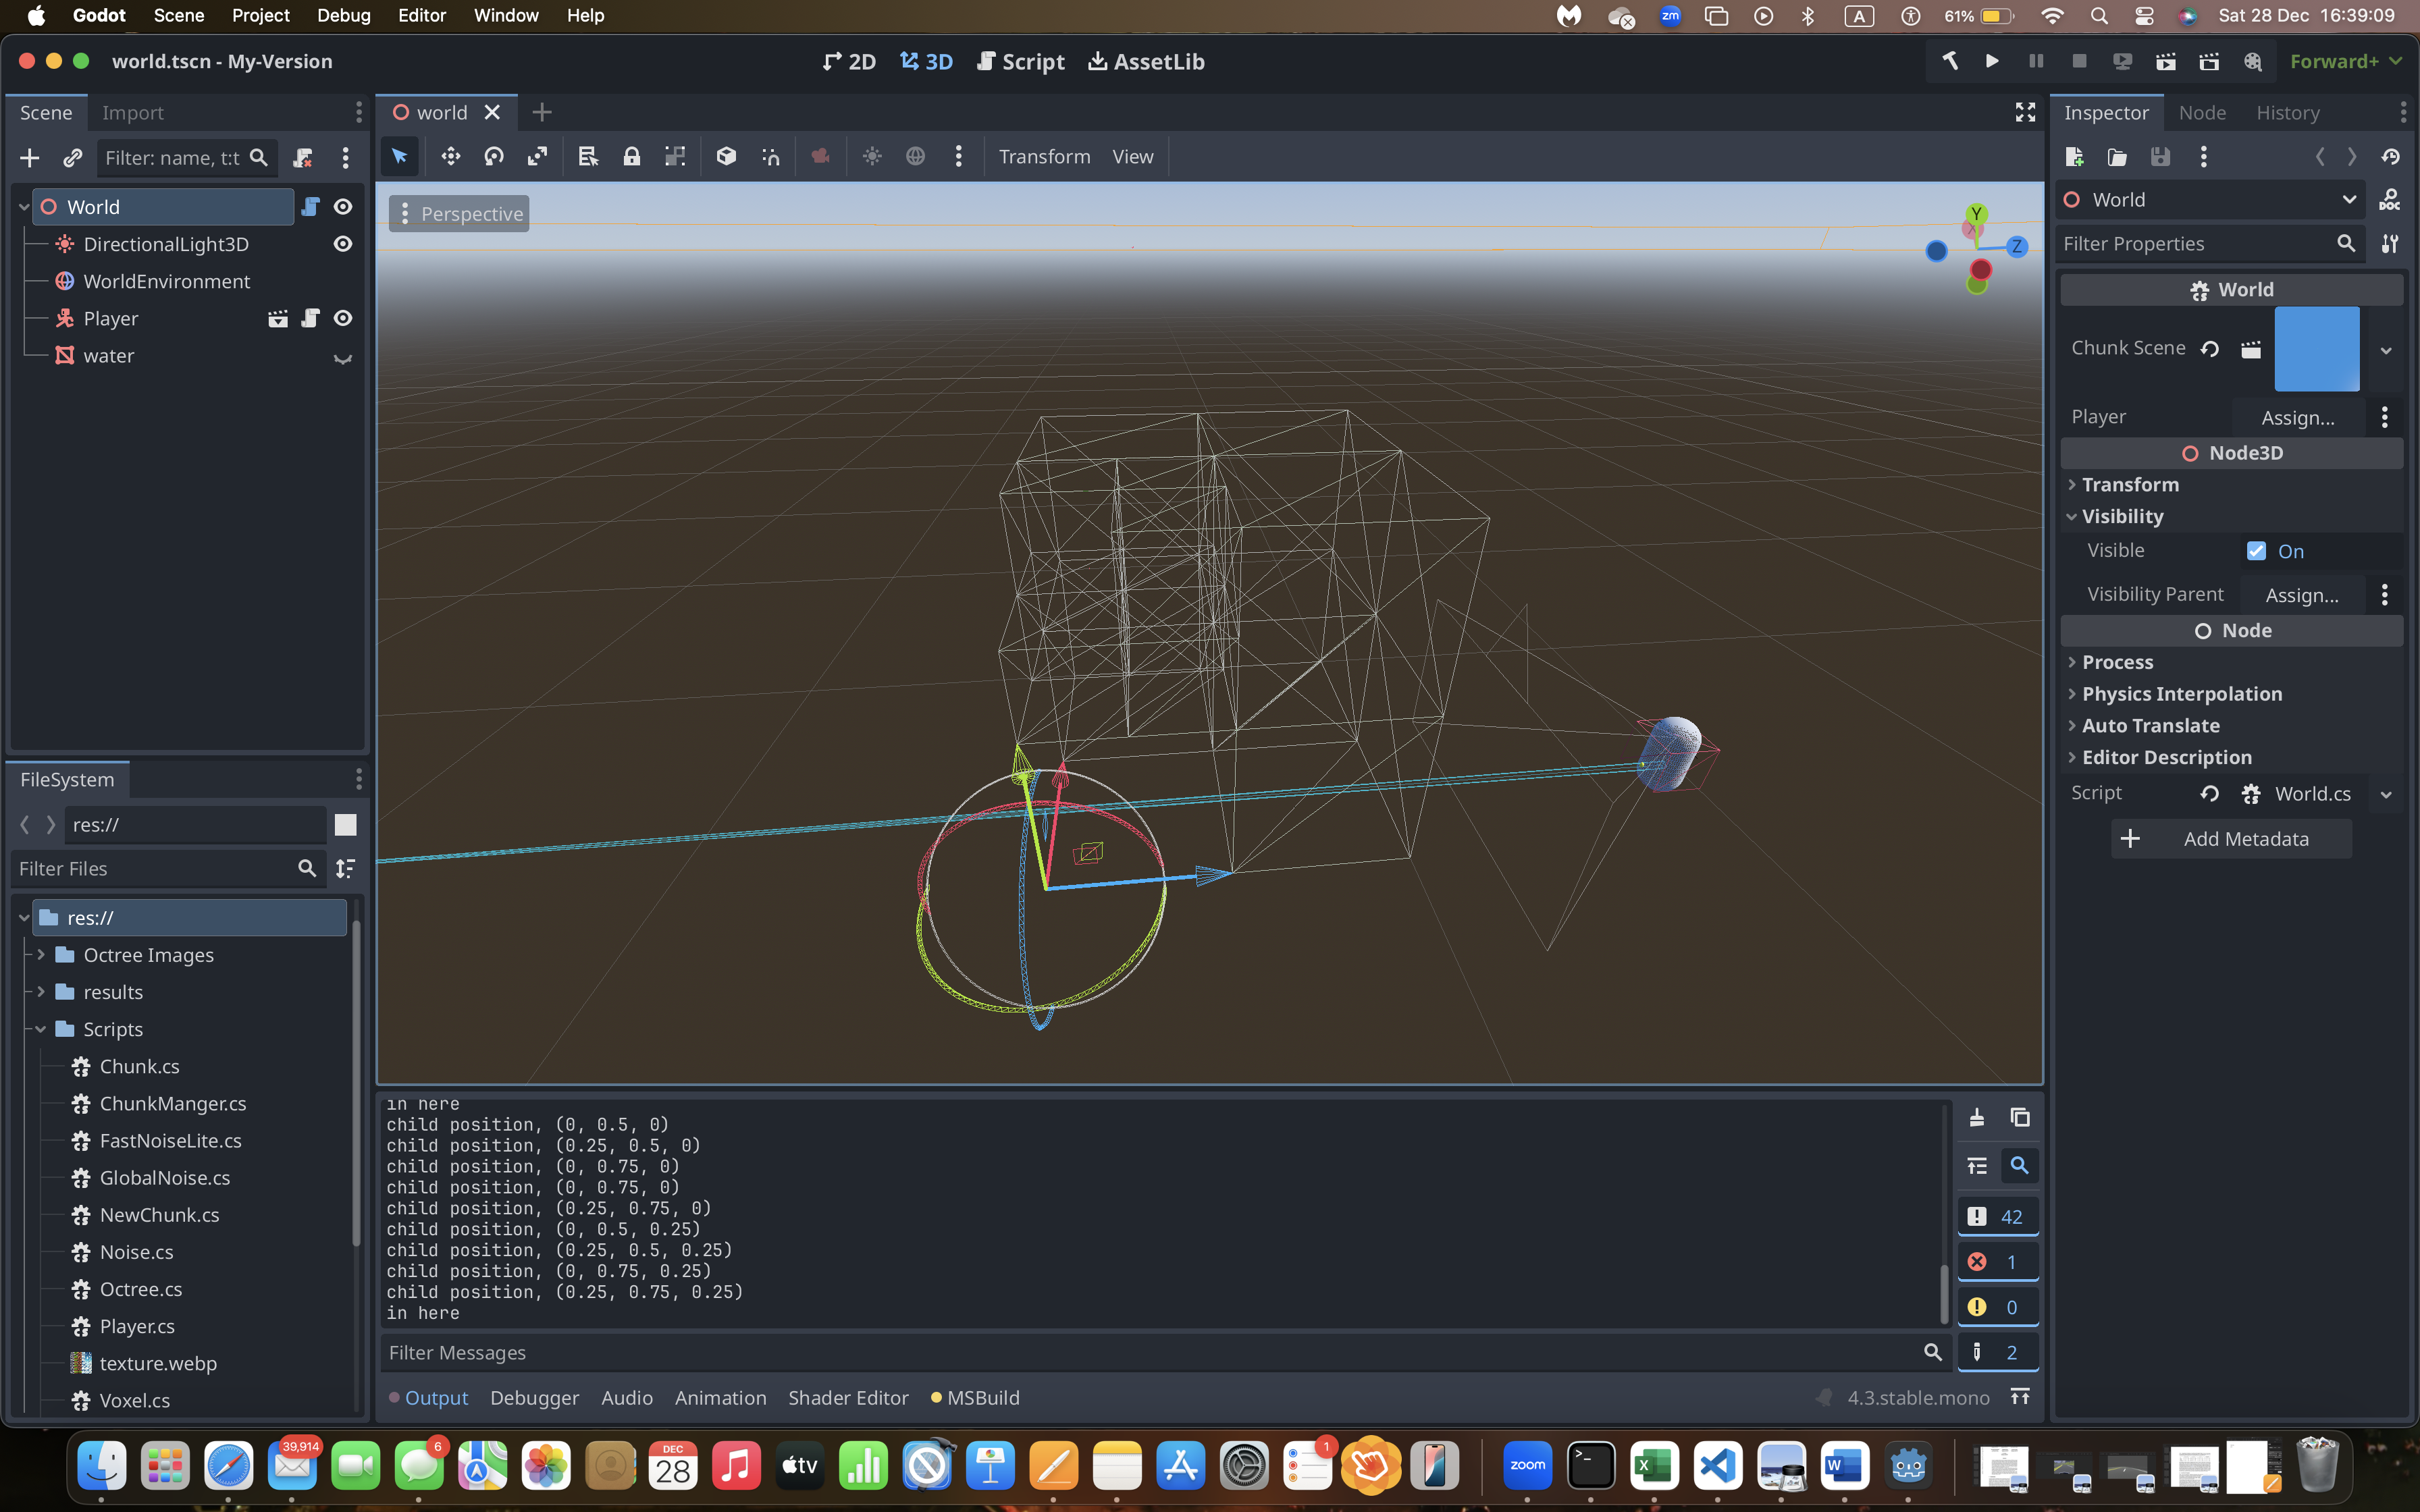 Godot Scene Project Debug Editor Window Help
zm A 61% Sat 28 Dec 16:39:09
world.tscn - My-Version
2D 3D Script AssetLib
Forward+
Scene Import
world
Inspector Node History
Filter: name, t:t
Transform View
World
DirectionalLight3D
WorldEnvironment
Player
water
Perspective
Y
X
Z
World
DOC
Filter Properties
World
Chunk Scene
Player Assign...
Node3D
Transform
Visibility
Visible On
Visibility Parent Assign...
Node
Process
Physics Interpolation
Auto Translate
Editor Description
Script World.cs
Add Metadata
FileSystem
res://
Filter Files
res://
Octree Images
results
Scripts
Chunk.cs
ChunkManger.cs
FastNoiseLite.cs
GlobalNoise.cs
NewChunk.cs
Noise.cs
Octree.cs
Player.cs
texture.webp
Voxel.cs
in here
child position, (0, 0.5, 0)
child position, (0.25, 0.5, 0)
child position, (0, 0.75, 0)
child position, (0, 0.75, 0)
child position, (0.25, 0.75, 0)
child position, (0, 0.5, 0.25)
child position, (0.25, 0.5, 0.25)
child position, (0, 0.75, 0.25)
child position, (0.25, 0.75, 0.25)
in here
42
1
0
2
Filter Messages
Output Debugger Audio Animation Shader Editor MSBuild
4.3.stable.mono
39,914
6
DEC
28
tv
1
zoom
>_
X
W